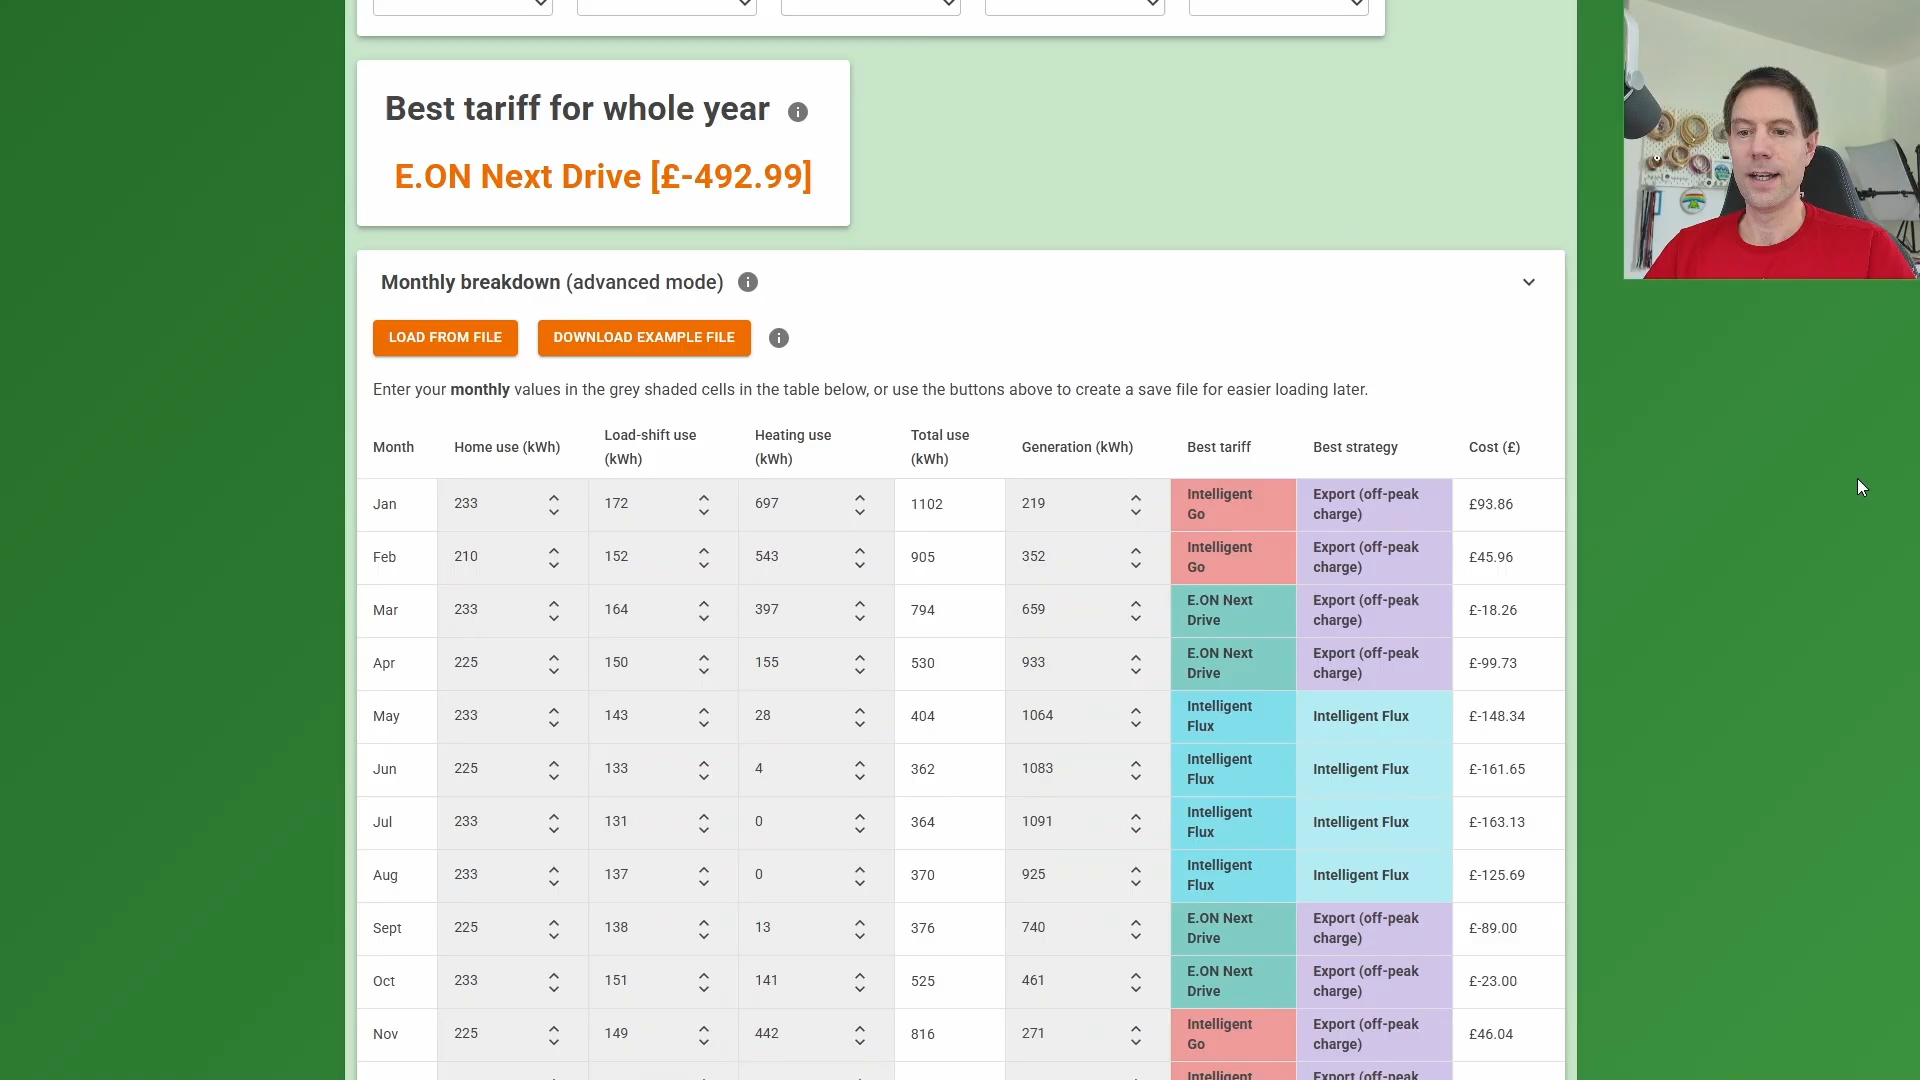 Best tariff for whole year
E.ON Next Drive [£-492.99]
Monthly breakdown (advanced mode)
LOAD FROM FILE DOWNLOAD EXAMPLE FILE
Enter your monthly values in the grey shaded cells in the table below, or use the buttons above to create a save file for easier loading later.
Month Home use (kWh) Load-shift use (kWh) Heating use (kWh) Total use (kWh) Generation (kWh) Best tariff Best strategy Cost (£)
Jan 233 172 697 1102 219 Intelligent Go Export (off-peak charge) £93.86
Feb 210 152 543 905 352 Intelligent Go Export (off-peak charge) £45.96
Mar 233 164 397 794 659 E.ON Next Drive Export (off-peak charge) £-18.26
Apr 225 150 155 530 933 E.ON Next Drive Export (off-peak charge) £-99.73
May 233 143 28 404 1064 Intelligent Flux Intelligent Flux £-148.34
Jun 225 133 4 362 1083 Intelligent Flux Intelligent Flux £-161.65
Jul 233 131 0 364 1091 Intelligent Flux Intelligent Flux £-163.13
Aug 233 137 0 370 925 Intelligent Flux Intelligent Flux £-125.69
Sept 225 138 13 376 740 E.ON Next Drive Export (off-peak charge) £-89.00
Oct 233 151 141 525 461 E.ON Next Drive Export (off-peak charge) £-23.00
Nov 225 149 442 816 271 Intelligent Go Export (off-peak charge) £46.04
Intelligent Export (off-peak